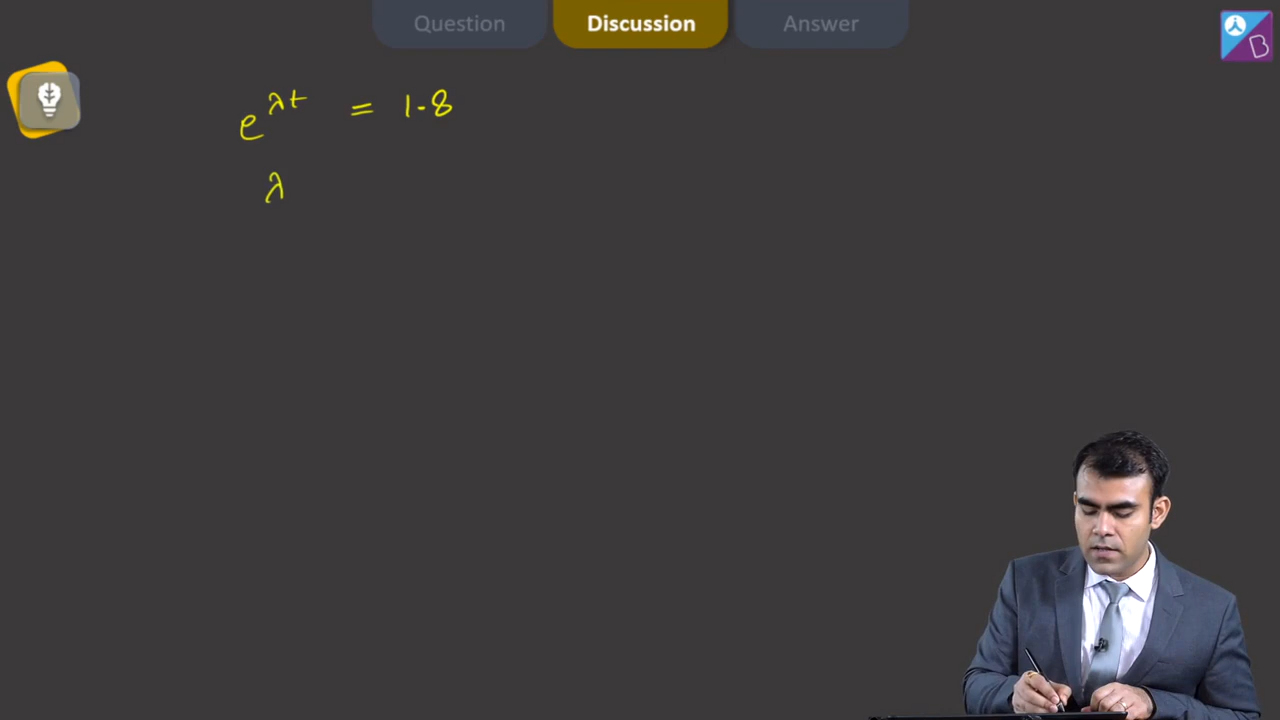 Question Discussion Answer
e^λt = 1.8
λ
B